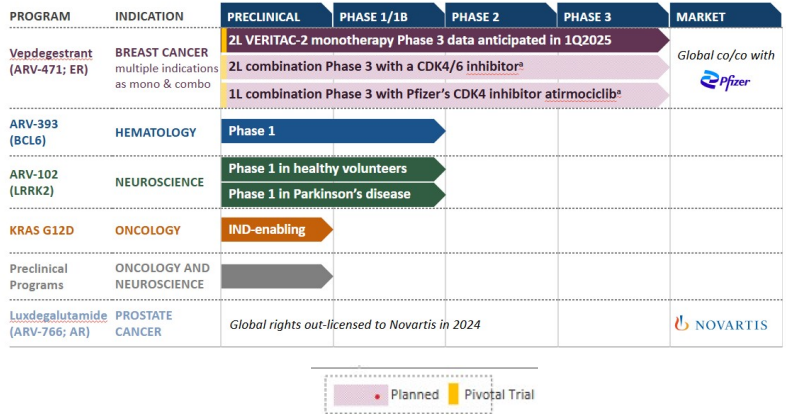 PROGRAM INDICATION PRECLINICAL PHASE 1/1B PHASE 2 PHASE 3 MARKET
Vepdegestrant
(ARV-471; ER)
BREAST CANCER
multiple indications
as mono & combo
2L VERITAC-2 monotherapy Phase 3 data anticipated in 1Q2025
2L combination Phase 3 with a CDK4/6 inhibitorᵃ
1L combination Phase 3 with Pfizer's CDK4 inhibitor atirmociclibᵃ
Global co/co with
Pfizer
ARV-393
(BCL6)
HEMATOLOGY
Phase 1
ARV-102
(LRRK2)
NEUROSCIENCE
Phase 1 in healthy volunteers
Phase 1 in Parkinson's disease
KRAS G12D ONCOLOGY IND-enabling
Preclinical
Programs
ONCOLOGY AND
NEUROSCIENCE
Luxdegalutamide
(ARV-766; AR)
PROSTATE
CANCER
Global rights out-licensed to Novartis in 2024
NOVARTIS
Planned Pivotal Trial